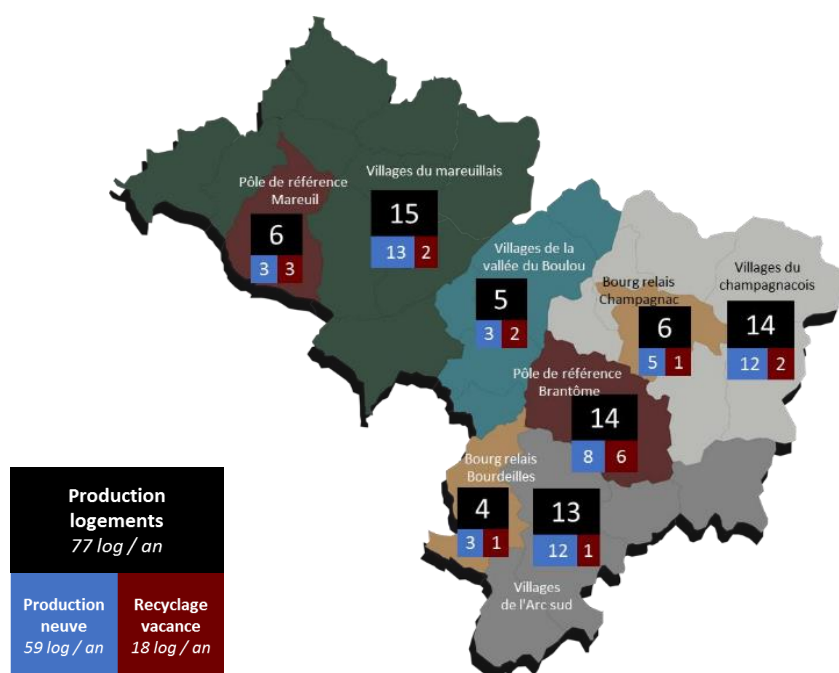 Pôle de référence
Mareuil
6
3 3
Villages du mareuillais
15
13 2
Villages de la
vallée du Boulou
5
3 2
Bourg relais
Champagnac
6
5 1
Villages du
champagnacois
14
12 2
Pôle de référence
Brantôme
14
8 6
Bourg relais
Bourdeilles
4
3 1
13
12 1
Villages
de l'Arc sud
Production
logements
77 log / an
Production
neuve
59 log / an
Recyclage
vacance
18 log / an